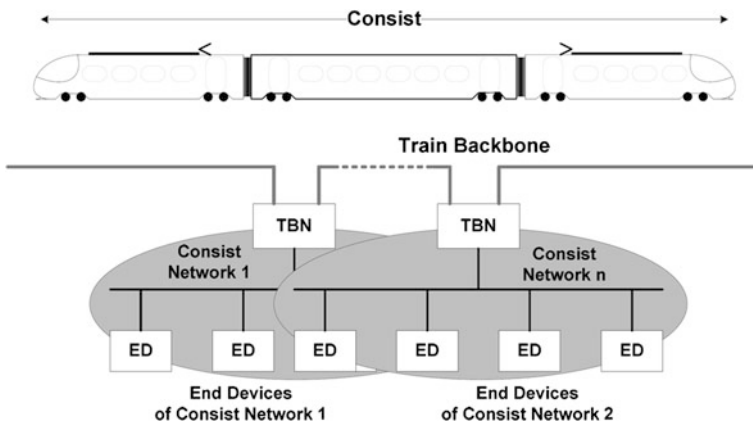 Consist
Train Backbone
TBN
TBN
Consist
Network 1
Consist
Network n
ED
ED
ED
ED
ED
ED
End Devices
of Consist Network 1
End Devices
of Consist Network 2